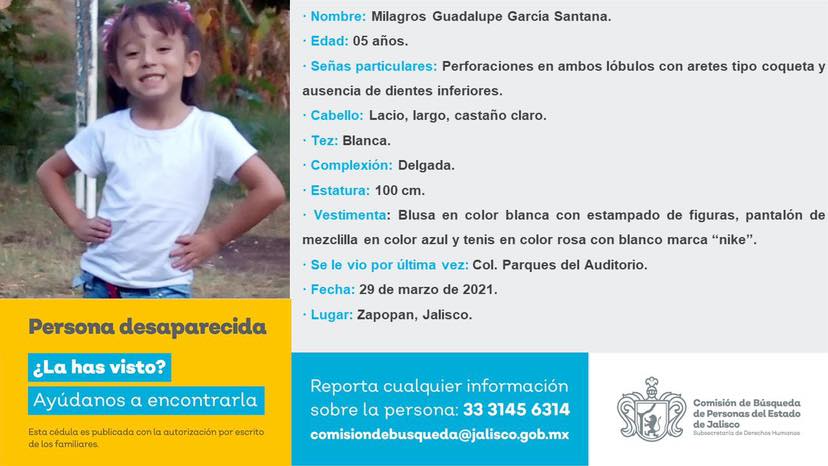 · Nombre: Milagros Guadalupe García Santana.
· Edad: 05 años.
· Señas particulares: Perforaciones en ambos lóbulos con aretes tipo coqueta y
ausencia de dientes inferiores.
· Cabello: Lacio, largo, castaño claro.
· Tez: Blanca.
· Complexión: Delgada.
· Estatura: 100 cm.
· Vestimenta: Blusa en color blanca con estampado de figuras, pantalón de
mezclilla en color azul y tenis en color rosa con blanco marca “nike”.
· Se le vio por última vez: Col. Parques del Auditorio.
· Fecha: 29 de marzo de 2021.
· Lugar: Zapopan, Jalisco.
Persona desaparecida
¿La has visto?
Ayúdanos a encontrarla
Esta cédula es publicada con la autorización por escrito
de los familiares.
Reporta cualquier información
sobre la persona: 33 3145 6314
comisiondebusqueda@jalisco.gob.mx
Comisión de Búsqueda
de Personas del Estado
de Jalisco
Subsecretaría de Derechos Humanos